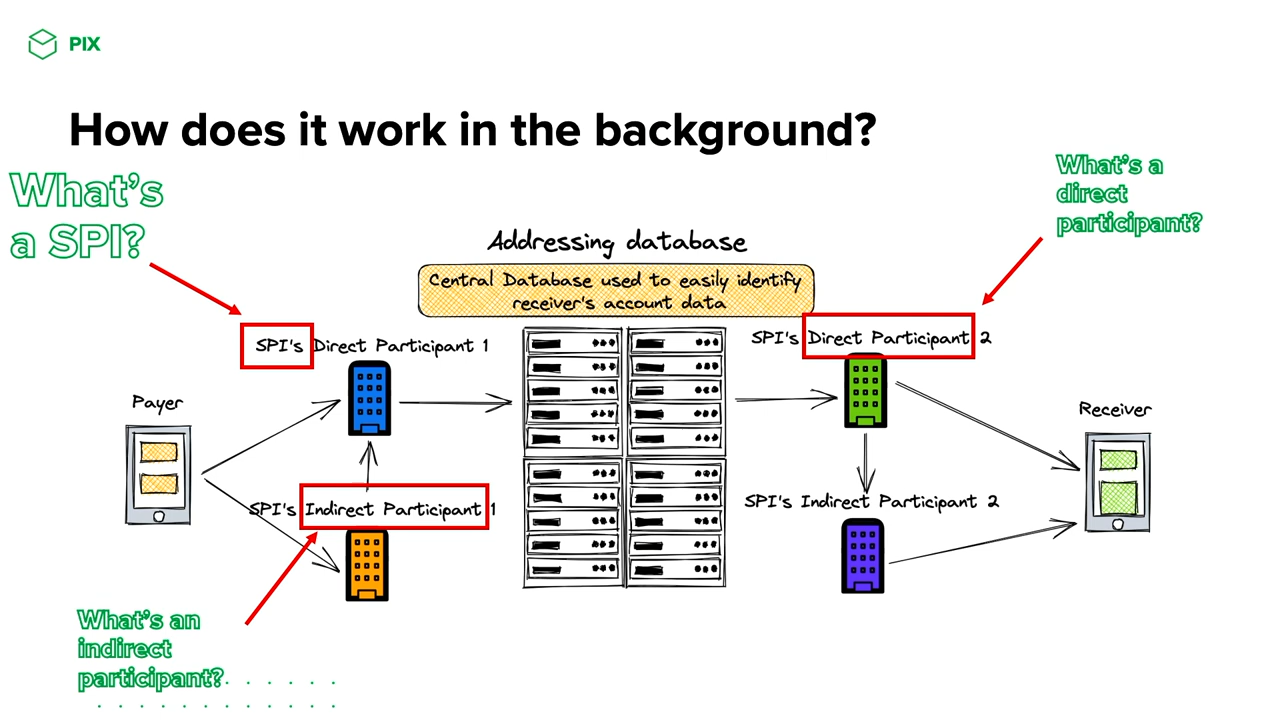 PIX
How does it work in the background?
What's
a SPI?
What's a
direct
participant?
Addressing database
Central Database used to easily identify
receiver's account data
SPI's Direct Participant 1
SPI's Direct Participant 2
Payer
Receiver
SPI's Indirect Participant 1
SPI's Indirect Participant 2
What's an
indirect
participant?